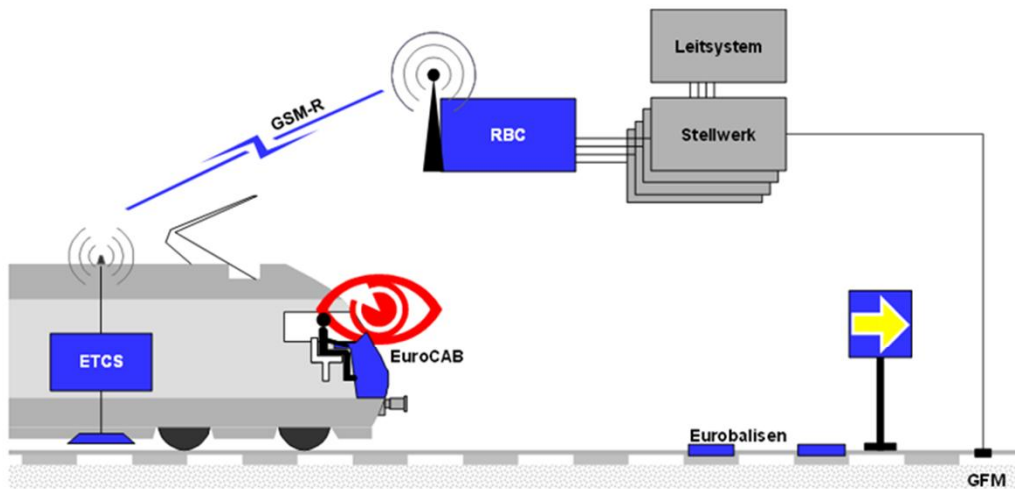 Leitsystem
GSM-R
RBC
Stellwerk
ETCS
EuroCAB
Eurobalisen
GFM